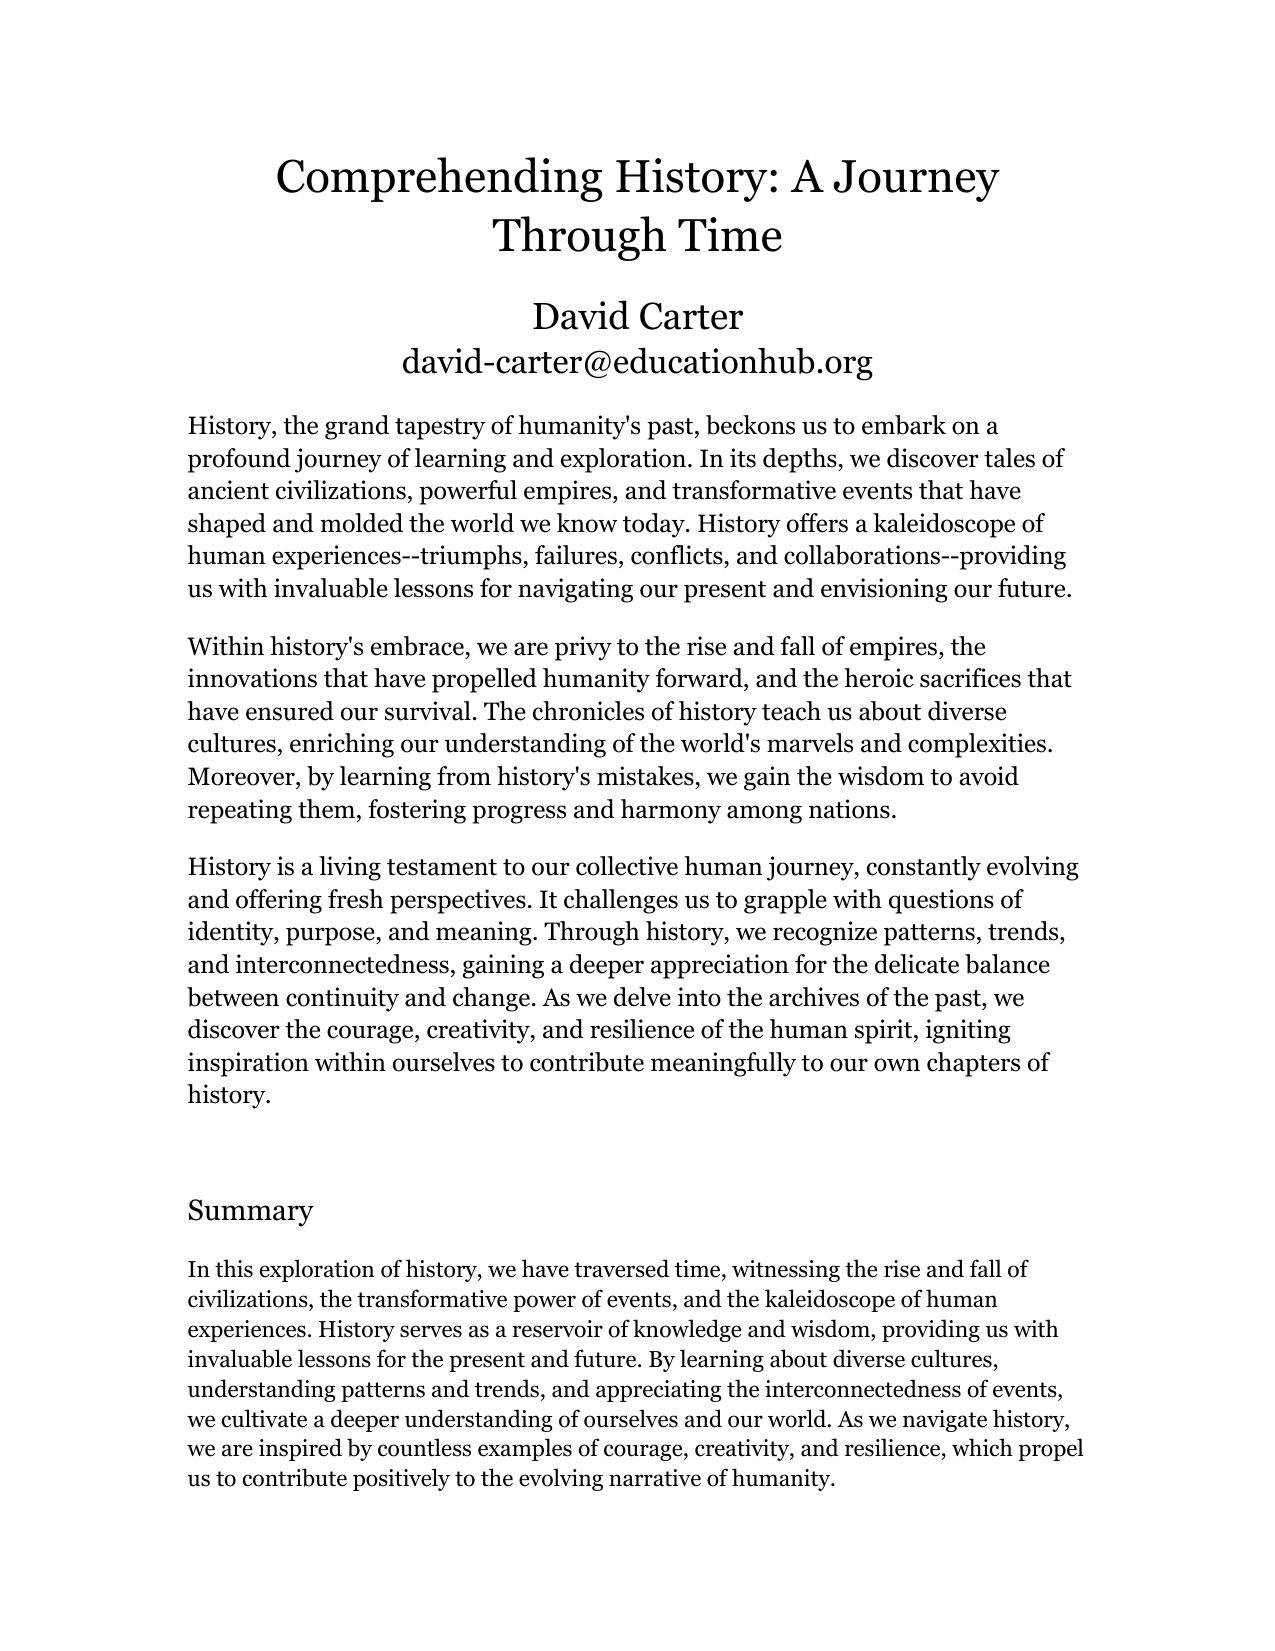 Comprehending History: A Journey
Through Time
David Carter
david-carter@educationhub.org
History, the grand tapestry of humanity's past, beckons us to embark on a
profound journey of learning and exploration. In its depths, we discover tales of
ancient civilizations, powerful empires, and transformative events that have
shaped and molded the world we know today. History offers a kaleidoscope of
human experiences--triumphs, failures, conflicts, and collaborations--providing
us with invaluable lessons for navigating our present and envisioning our future.
Within history's embrace, we are privy to the rise and fall of empires, the
innovations that have propelled humanity forward, and the heroic sacrifices that
have ensured our survival. The chronicles of history teach us about diverse
cultures, enriching our understanding of the world's marvels and complexities.
Moreover, by learning from history's mistakes, we gain the wisdom to avoid
repeating them, fostering progress and harmony among nations.
History is a living testament to our collective human journey, constantly evolving
and offering fresh perspectives. It challenges us to grapple with questions of
identity, purpose, and meaning. Through history, we recognize patterns, trends,
and interconnectedness, gaining a deeper appreciation for the delicate balance
between continuity and change. As we delve into the archives of the past, we
discover the courage, creativity, and resilience of the human spirit, igniting
inspiration within ourselves to contribute meaningfully to our own chapters of
history.
Summary
In this exploration of history, we have traversed time, witnessing the rise and fall of
civilizations, the transformative power of events, and the kaleidoscope of human
experiences. History serves as a reservoir of knowledge and wisdom, providing us with
invaluable lessons for the present and future. By learning about diverse cultures,
understanding patterns and trends, and appreciating the interconnectedness of events,
we cultivate a deeper understanding of ourselves and our world. As we navigate history,
we are inspired by countless examples of courage, creativity, and resilience, which propel
us to contribute positively to the evolving narrative of humanity.